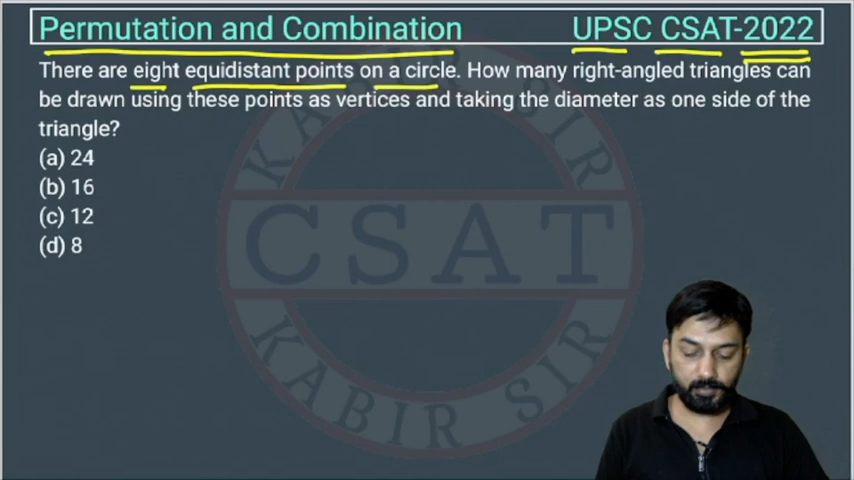 Permutation and Combination UPSC CSAT-2022
There are eight equidistant points on a circle. How many right-angled triangles can
be drawn using these points as vertices and taking the diameter as one side of the
triangle?
(a) 24
(b) 16
(c) 12
(d) 8
KABIR SIR
CSAT
KABIR SIR